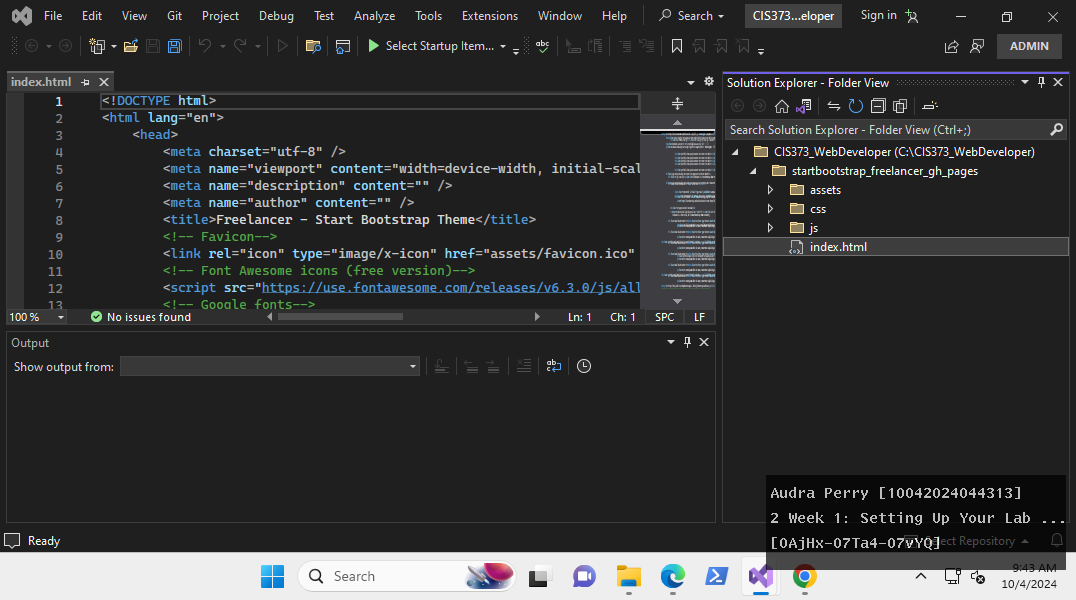 File Edit View Git Project Debug Test Analyze Tools Extensions Window Help Search CIS373...eloper Sign in
Select Startup Item... abc ADMIN
index.html
1 <!DOCTYPE html>
2 <html lang="en">
3 <head>
4 <meta charset="utf-8" />
5 <meta name="viewport" content="width=device-width, initial-scal
6 <meta name="description" content="" />
7 <meta name="author" content="" />
8 <title>Freelancer - Start Bootstrap Theme</title>
9 <!-- Favicon-->
10 <link rel="icon" type="image/x-icon" href="assets/favicon.ico"
11 <!-- Font Awesome icons (free version)-->
12 <script src="https://use.fontawesome.com/releases/v6.3.0/js/all
13 <!-- Google fonts-->
100 % No issues found Ln: 1 Ch: 1 SPC LF
Output
Show output from:
Solution Explorer - Folder View
Search Solution Explorer - Folder View (Ctrl+;)
CIS373_WebDeveloper (C:\CIS373_WebDeveloper)
startbootstrap_freelancer_gh_pages
assets
css
js
index.html
Audra Perry [10042024044313]
2 Week 1: Setting Up Your Lab ...
Ready
Select Repository
Search
9:43 AM
10/4/2024